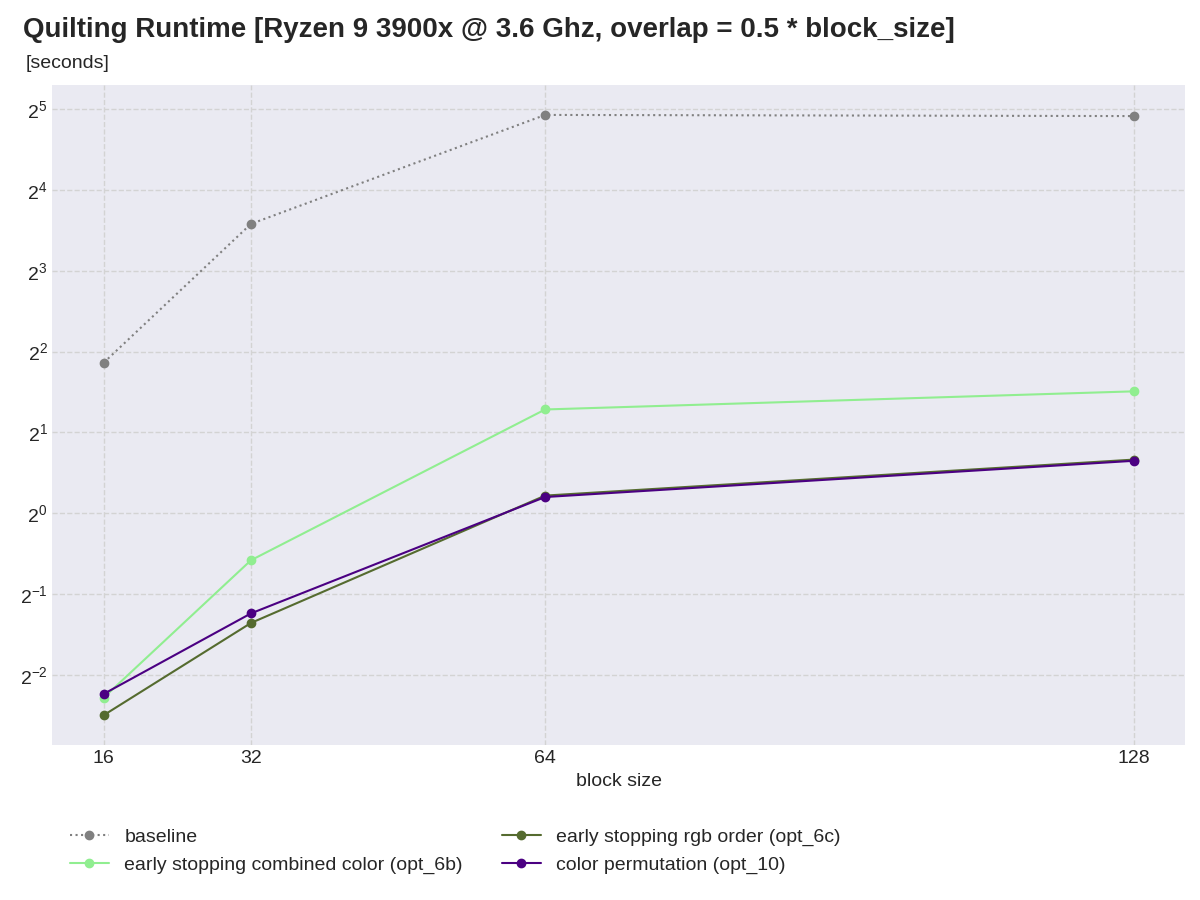 Quilting Runtime [Ryzen 9 3900x @ 3.6 Ghz, overlap = 0.5 * block_size]
[seconds]
2⁵
2⁴
2³
2²
2¹
2⁰
2⁻¹
2⁻²
16 32 64 128
block size
baseline
early stopping combined color (opt_6b)
early stopping rgb order (opt_6c)
color permutation (opt_10)